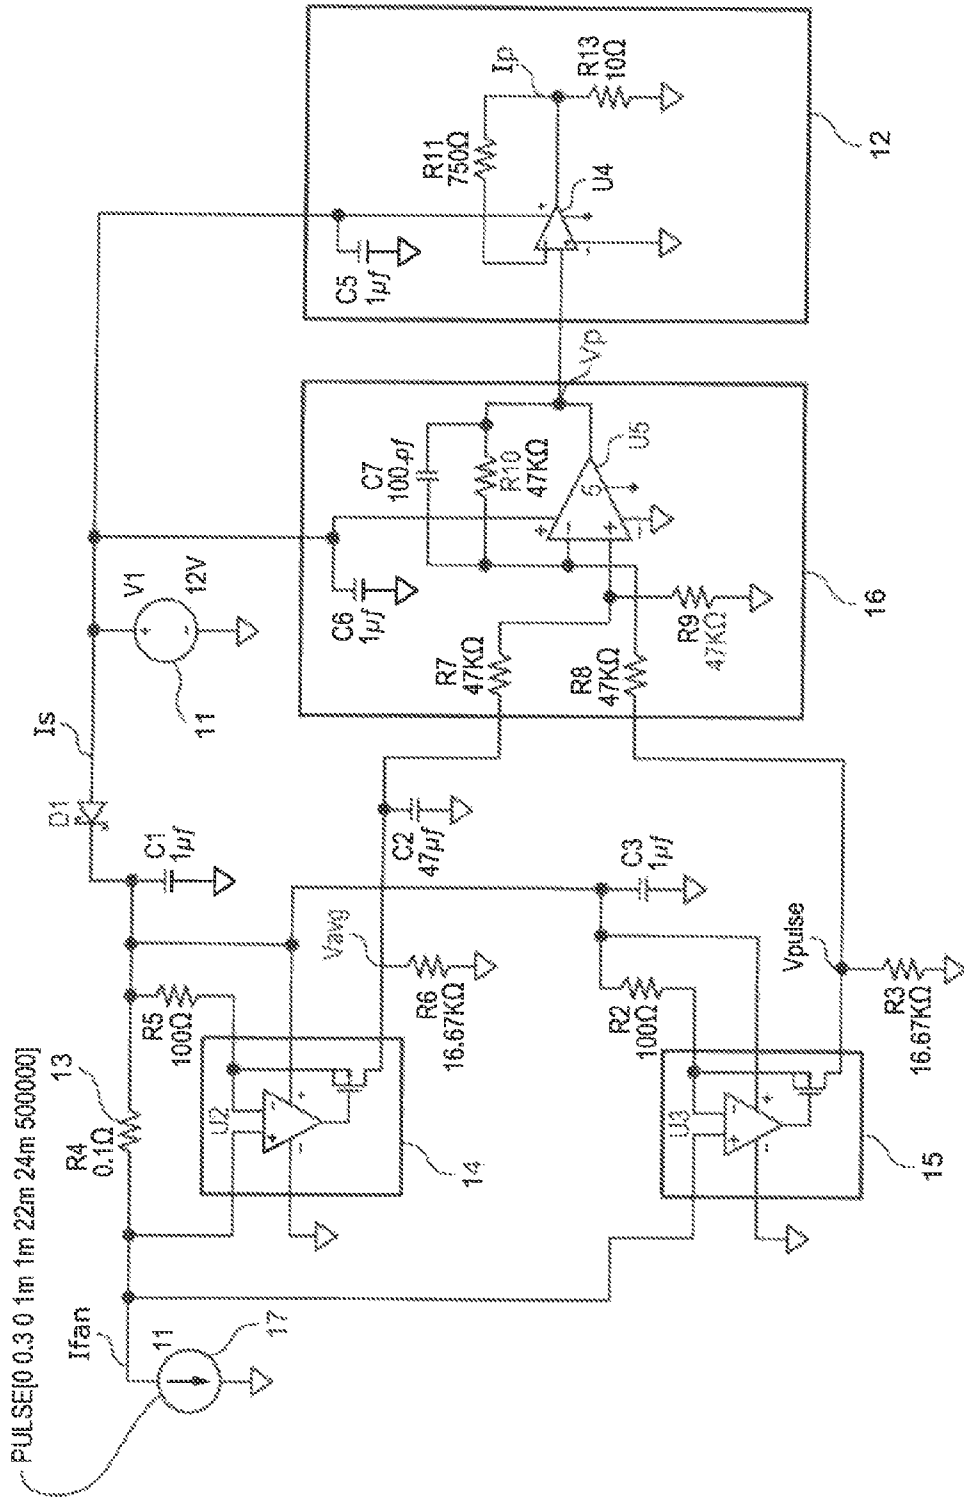 PULSE[0 0.3 0 1m 1m 22m 24m 500000]
Ifan
11
17
R4
0.1Ω
13
R5
100Ω
U2
+
-
+
-
14
C1
1μf
D1
Is
V1
12V
+
-
11
Vavg
R6
16.67KΩ
C2
47μf
C3
1μf
R2
100Ω
U3
+
-
+
-
15
Vpulse
R3
16.67KΩ
R7
47KΩ
R8
47KΩ
R9
47KΩ
C6
1μf
C7
100pf
R10
47KΩ
+
-
+
-
5
U5
Vp
16
C5
1μf
R11
750Ω
+
-
U4
Ip
R13
10Ω
12